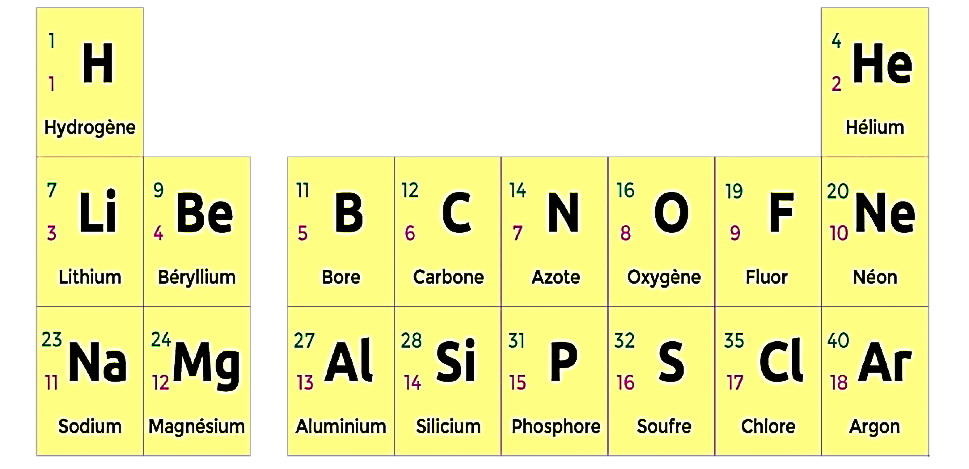 1 H 1 Hydrogène
4 He 2 Hélium
7 Li 3 Lithium
9 Be 4 Béryllium
11 B 5 Bore
12 C 6 Carbone
14 N 7 Azote
16 O 8 Oxygène
19 F 9 Fluor
20 Ne 10 Néon
23 Na 11 Sodium
24 Mg 12 Magnésium
27 Al 13 Aluminium
28 Si 14 Silicium
31 P 15 Phosphore
32 S 16 Soufre
35 Cl 17 Chlore
40 Ar 18 Argon